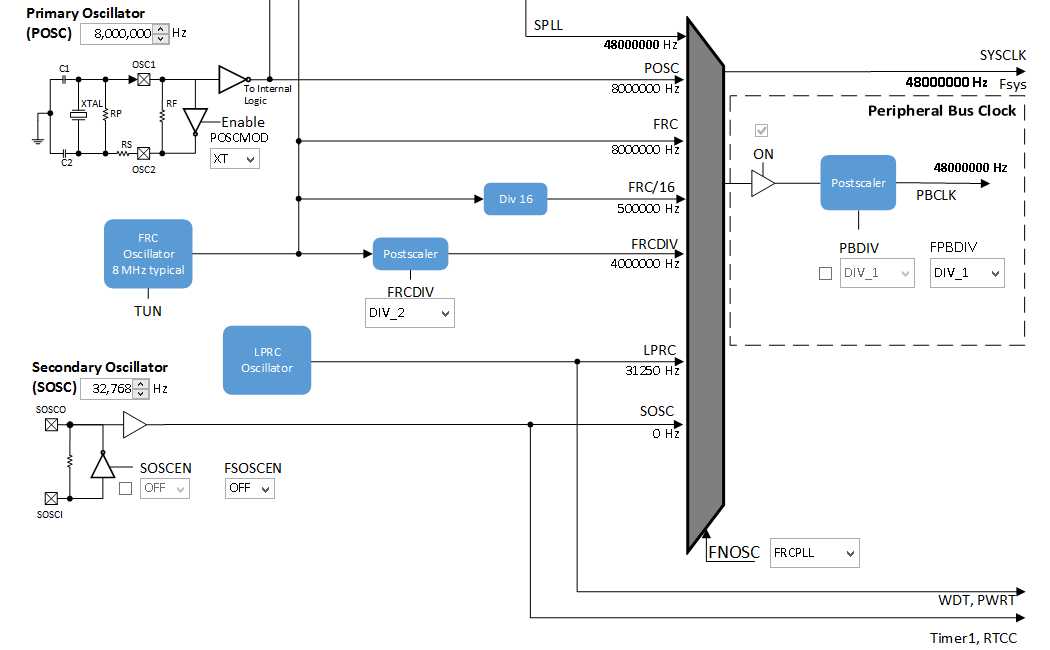 Primary Oscillator
(POSC) 8,000,000 Hz
SPLL
48000000 Hz
SYSCLK
48000000 Hz Fsys
C1
OSC1
To Internal
Logic
POSC
8000000 Hz
XTAL
RP
RF
Enable
POSCMOD
XT
RS
C2
OSC2
FRC
8000000 Hz
Peripheral Bus Clock
ON
Postscaler
48000000 Hz
PBCLK
Div 16
FRC/16
500000 Hz
FRC
Oscillator
8 MHz typical
TUN
Postscaler
FRCDIV
DIV_2
FRCDIV
4000000 Hz
PBDIV
DIV_1
FPBDIV
DIV_1
LPRC
Oscillator
LPRC
31250 Hz
Secondary Oscillator
(SOSC) 32,768 Hz
SOSCO
SOSC
0 Hz
SOSCEN
OFF
FSOSCEN
OFF
SOSCI
FNOSC FRCPLL
WDT, PWRT
Timer1, RTCC